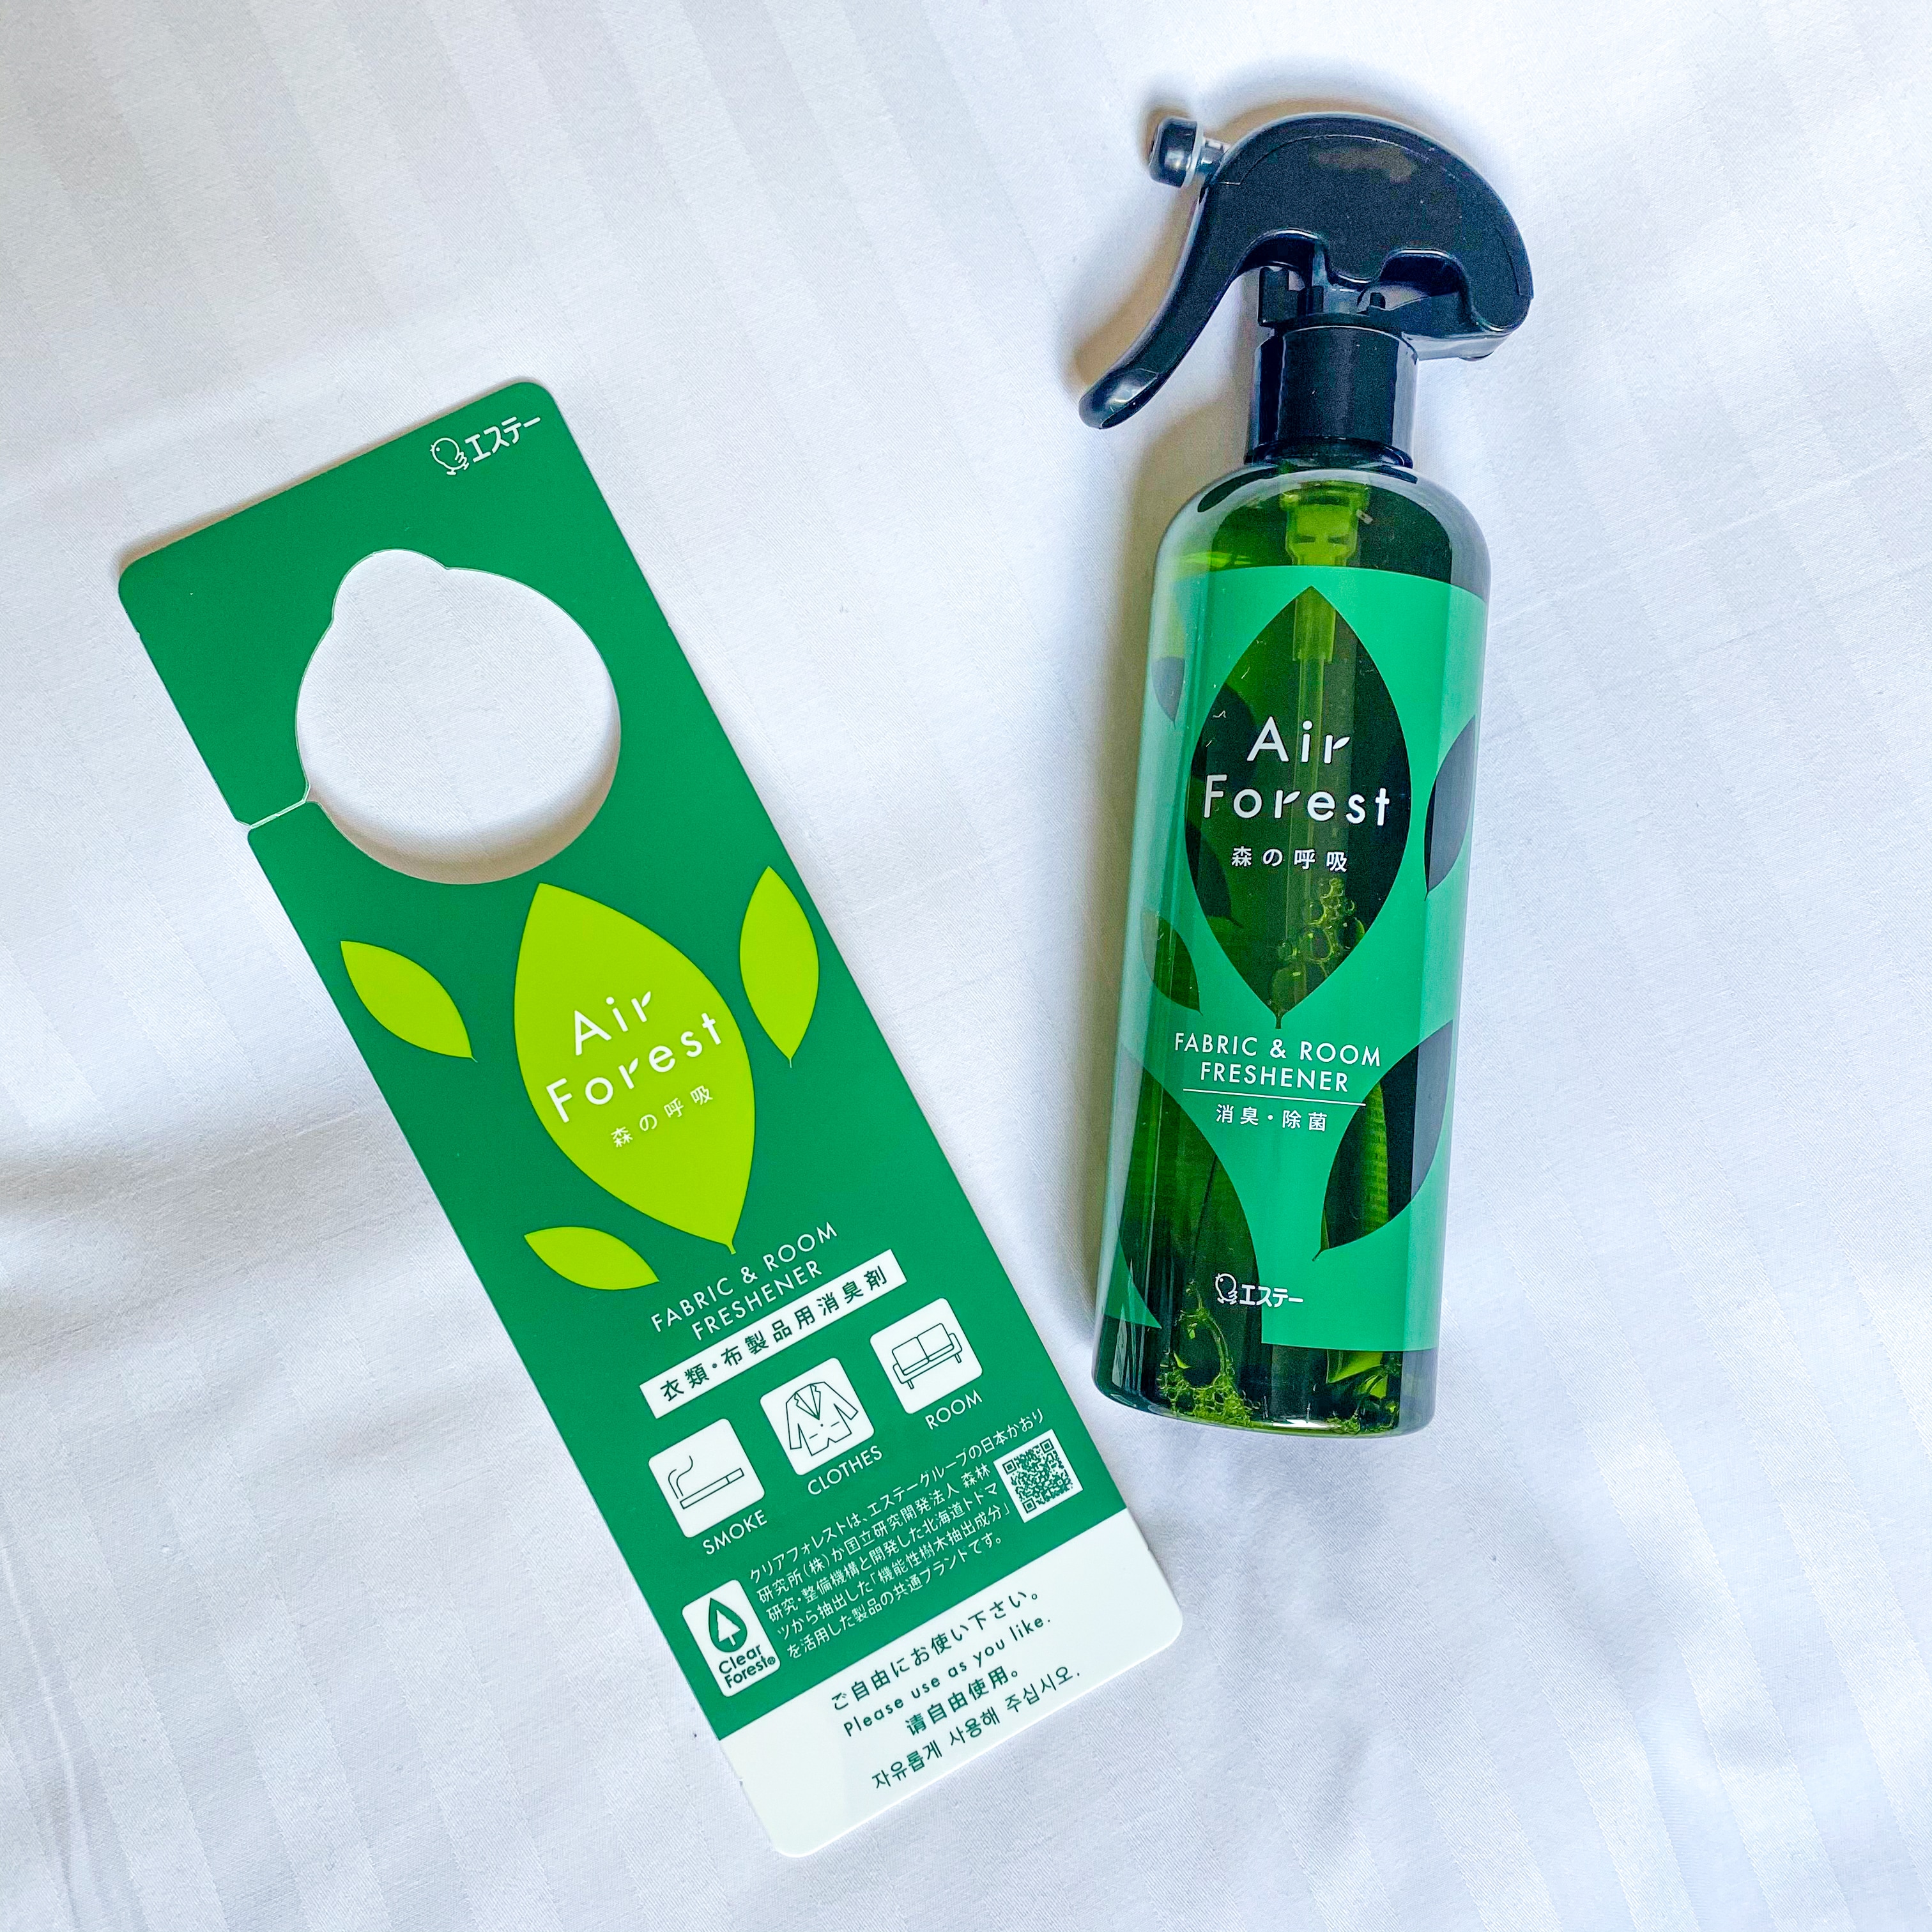 エステー
Air
Forest
森の呼吸
FABRIC & ROOM
FRESHENER
衣類・布製品用消臭剤
SMOKE
CLOTHES
ROOM
クリアフォレストは、エステーグループの日本かおり
研究所(株)が国立研究開発法人 森林
研究・整備機構と開発した北海道トドマ
ツから抽出した「機能性樹木抽出成分」
を活用した製品の共通ブランドです。
Clear
Forest®
ご自由にお使い下さい。
Please use as you like.
请自由使用。
자유롭게 사용해 주십시오.
Air
Forest
森の呼吸
FABRIC & ROOM
FRESHENER
消臭・除菌
エステー